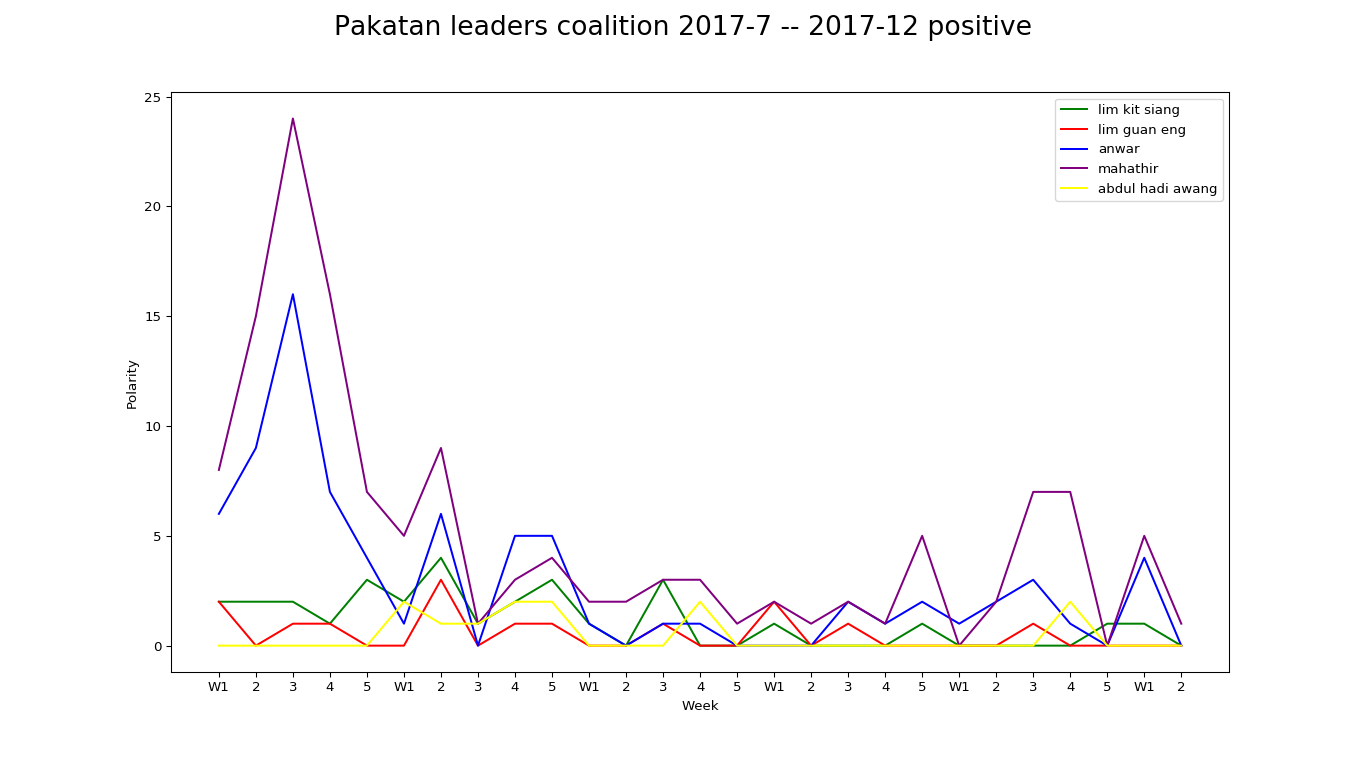 Pakatan leaders coalition 2017-7 -- 2017-12 positive
25
20
15
10
5
0
Polarity
lim kit siang
lim guan eng
anwar
mahathir
abdul hadi awang
W1 2 3 4 5 W1 2 3 4 5 W1 2 3 4 5 W1 2 3 4 5 W1 2 3 4 5 W1 2
Week